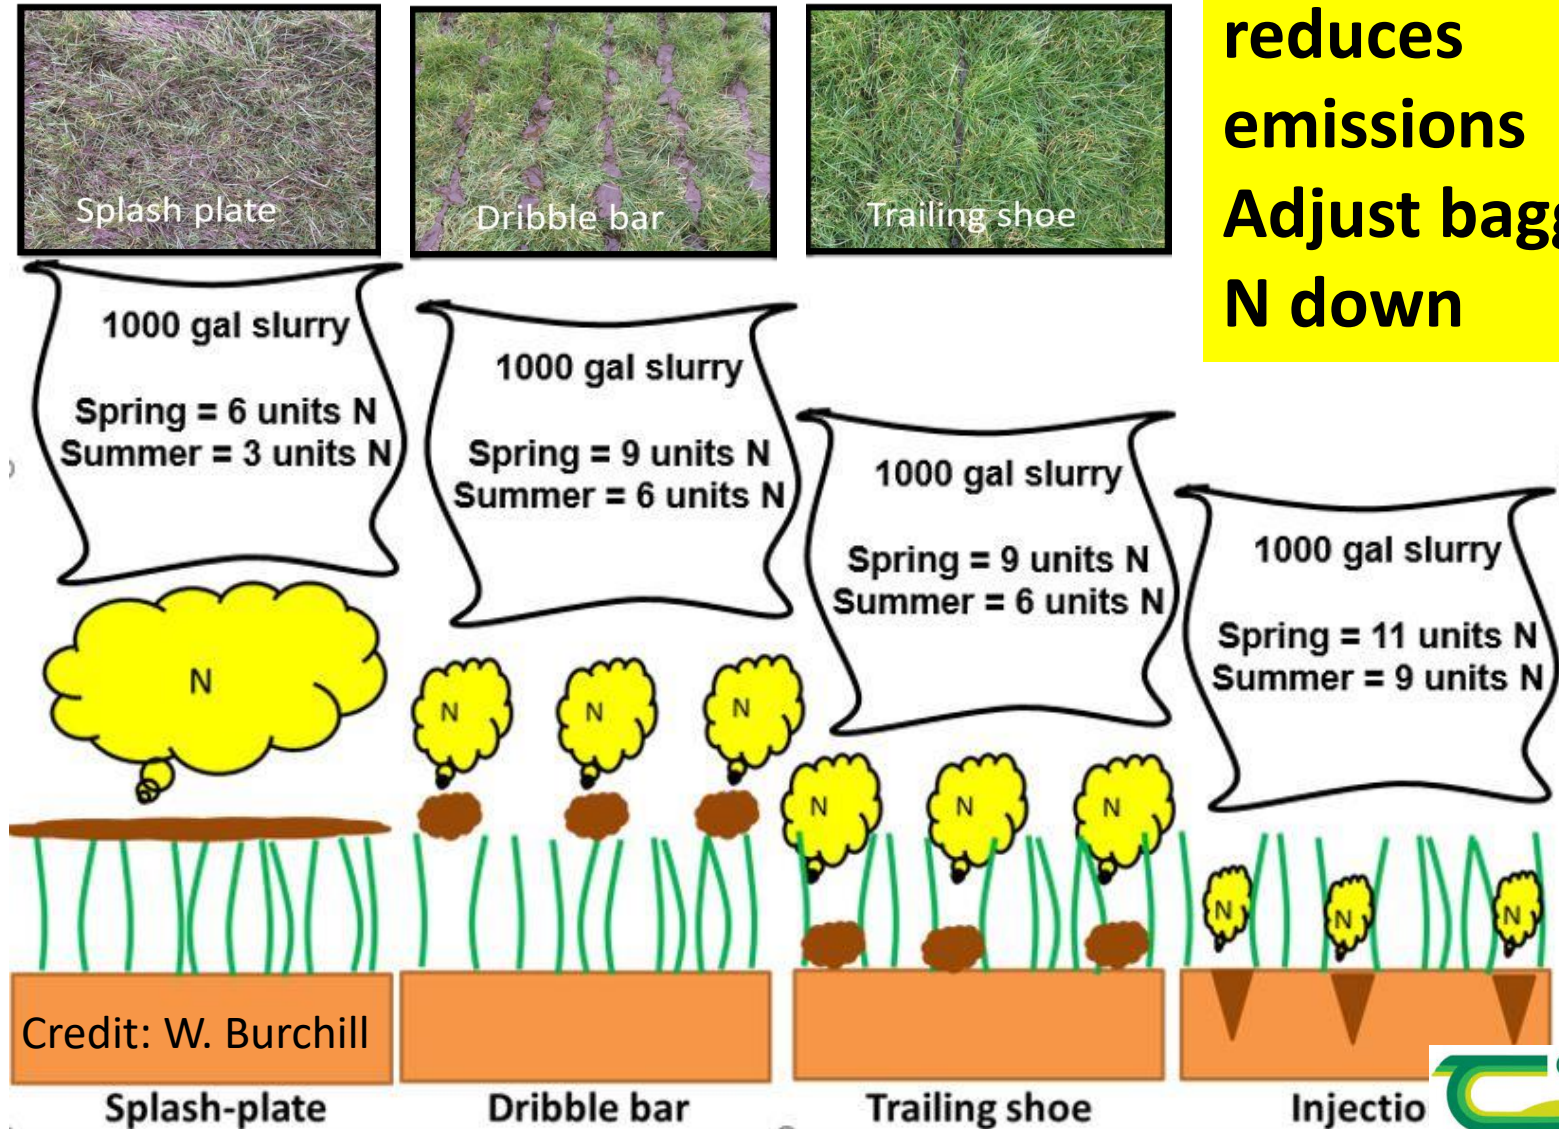 Splash plate
Dribble bar
Trailing shoe
reduces
emissions
Adjust
N down
1000 gal slurry
Spring = 6 units N
Summer = 3 units N
1000 gal slurry
Spring = 9 units N
Summer = 6 units N
1000 gal slurry
Spring = 9 units N
Summer = 6 units N
1000 gal slurry
Spring = 11 units N
Summer = 9 units N
N
N
N
N
N
N
N
N
N
N
Credit: W. Burchill
Splash-plate
Dribble bar
Trailing shoe
Injectio